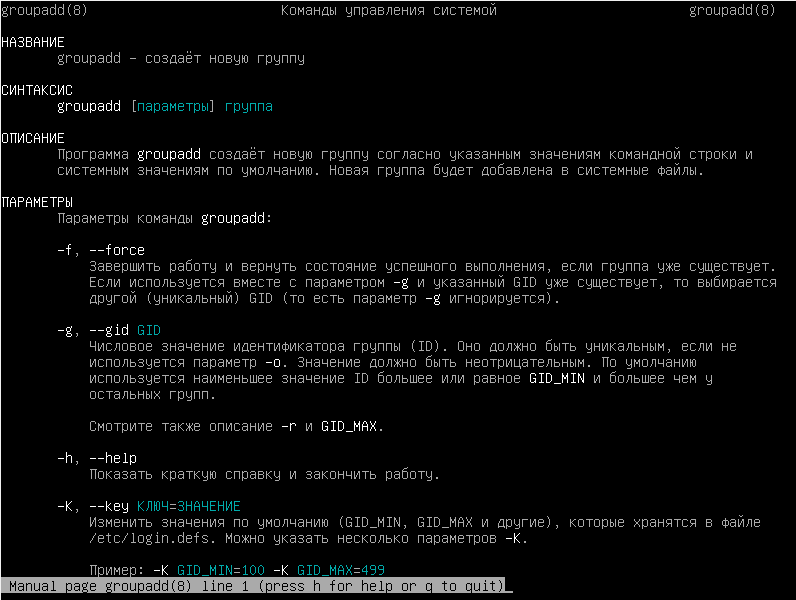 groupadd(8) Команды управления системой groupadd(8)
НАЗВАНИЕ
groupadd – создаёт новую группу
СИНТАКСИС
groupadd [параметры] группа
ОПИСАНИЕ
Программа groupadd создаёт новую группу согласно указанным значениям командной строки и
системным значениям по умолчанию. Новая группа будет добавлена в системные файлы.
ПАРАМЕТРЫ
Параметры команды groupadd:
-f, --force
Завершить работу и вернуть состояние успешного выполнения, если группа уже существует.
Если используется вместе с параметром -g и указанный GID уже существует, то выбирается
другой (уникальный) GID (то есть параметр -g игнорируется).
-g, --gid GID
Числовое значение идентификатора группы (ID). Оно должно быть уникальным, если не
используется параметр -o. Значение должно быть неотрицательным. По умолчанию
используется наименьшее значение ID большее или равное GID_MIN и большее чем у
остальных групп.
Смотрите также описание -r и GID_MAX.
-h, --help
Показать краткую справку и закончить работу.
-K, --key КЛЮЧ=ЗНАЧЕНИЕ
Изменить значения по умолчанию (GID_MIN, GID_MAX и другие), которые хранятся в файле
/etc/login.defs. Можно указать несколько параметров -K.
Пример: -K GID_MIN=100 -K GID_MAX=499
Manual page groupadd(8) line 1 (press h for help or q to quit)